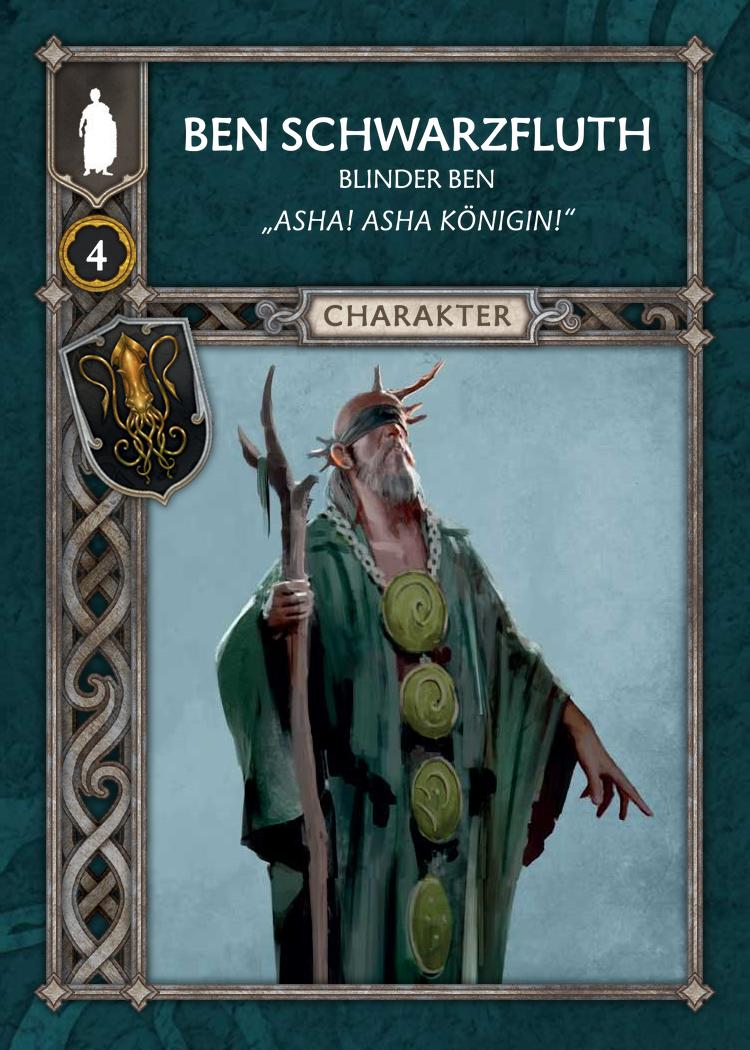 BEN SCHWARZFLUTH
BLINDER BEN
„ASHA! ASHA KÖNIGIN!“
4
CHARAKTER